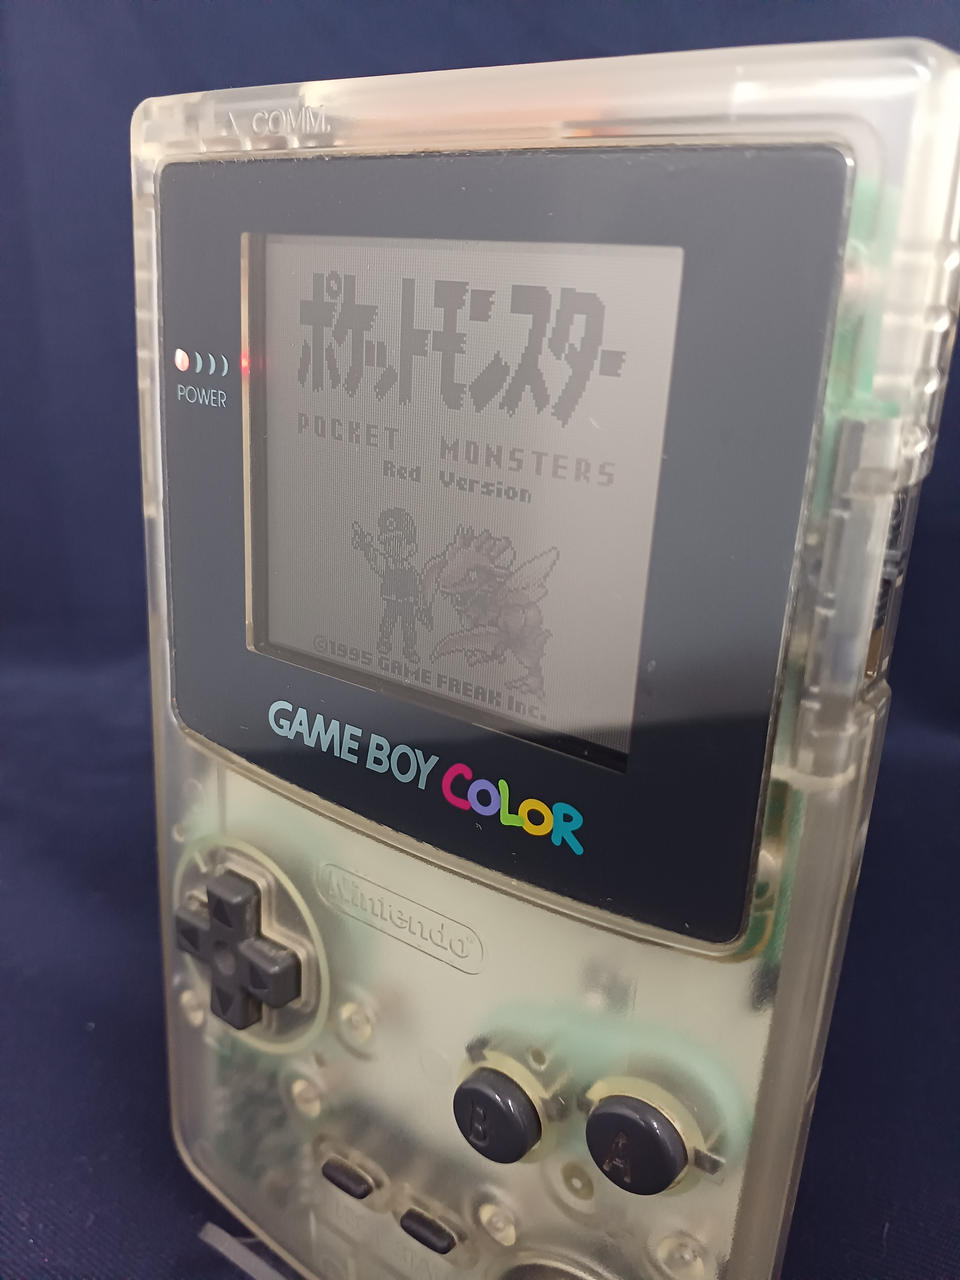 COMM.
POWER
ポケットモンスター
POCKET MONSTERS
Red Version
©1995 GAME FREAK Inc.
GAME BOY COLOR
Nintendo®
B
A